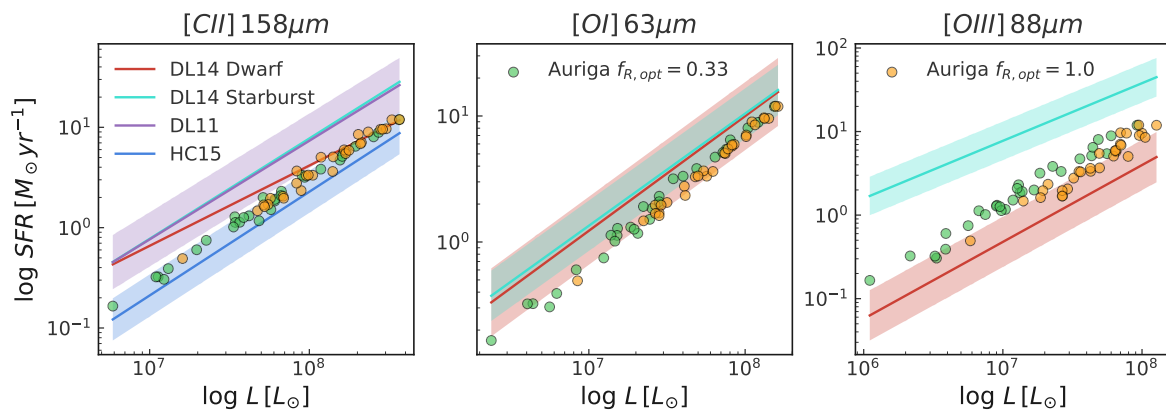 [CII] 158μm
[OI] 63μm
[OIII] 88μm
DL14 Dwarf
DL14 Starburst
DL11
HC15
Auriga f_{R,opt} = 0.33
Auriga f_{R,opt} = 1.0
log SFR [M_⊙ yr^{-1}]
10^1
10^0
10^{-1}
10^1
10^0
10^2
10^1
10^0
10^{-1}
10^7
10^8
10^7
10^8
10^6
10^7
10^8
log L [L_⊙]
log L [L_⊙]
log L [L_⊙]